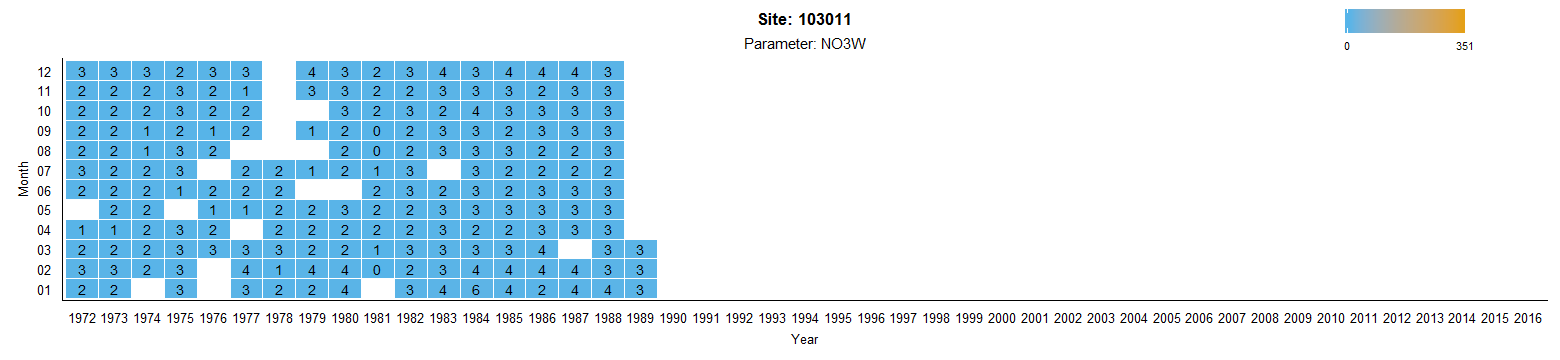 Site: 103011
Parameter: NO3W
0 351
12 3 3 3 2 3 3 4 3 2 3 4 3 4 4 4 3
11 2 2 2 3 2 1 3 3 2 2 3 3 3 2 3 3
10 2 2 2 3 2 2 3 2 3 2 4 3 3 3 3
09 2 2 1 2 1 2 1 2 0 2 3 3 2 3 3 3
08 2 2 1 3 2 2 0 2 3 3 3 2 2 3
07 3 2 2 3 2 2 1 2 1 3 3 2 2 2 2
Month
06 2 2 2 1 2 2 2 2 3 2 3 2 3 3 3
05 2 2 1 1 2 2 3 2 2 3 3 3 3 3 3
04 1 1 2 3 2 2 2 2 2 2 3 2 2 3 3 3
03 2 2 2 3 3 3 3 2 2 1 3 3 3 3 4 3 3
02 3 3 2 3 4 1 4 4 0 2 3 4 4 4 4 3 3
01 2 2 3 3 2 2 4 3 4 6 4 2 4 4 3
1972 1973 1974 1975 1976 1977 1978 1979 1980 1981 1982 1983 1984 1985 1986 1987 1988 1989 1990 1991 1992 1993 1994 1995 1996 1997 1998 1999 2000 2001 2002 2003 2004 2005 2006 2007 2008 2009 2010 2011 2012 2013 2014 2015 2016
Year